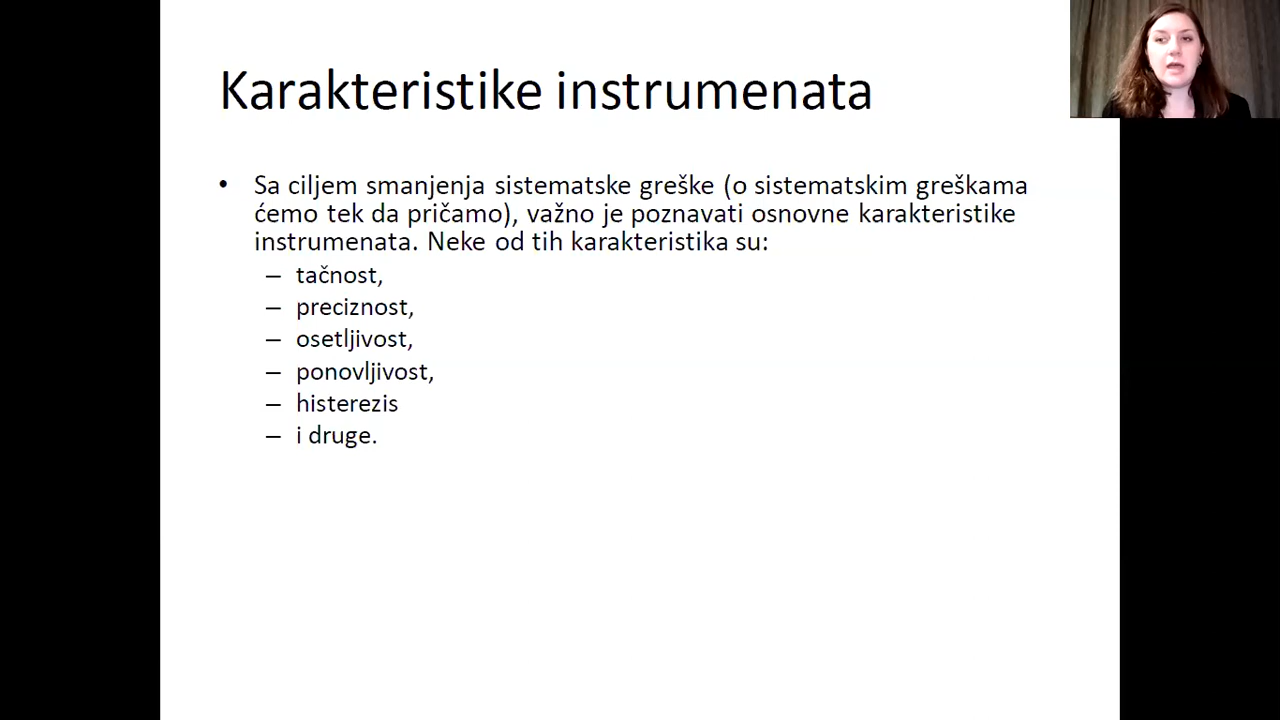 Karakteristike instrumenata
• Sa ciljem smanjenja sistematske greške (o sistematskim greškama
ćemo tek da pričamo), važno je poznavati osnovne karakteristike
instrumenata. Neke od tih karakteristika su:
– tačnost,
– preciznost,
– osetljivost,
– ponovljivost,
– histerezis
– i druge.